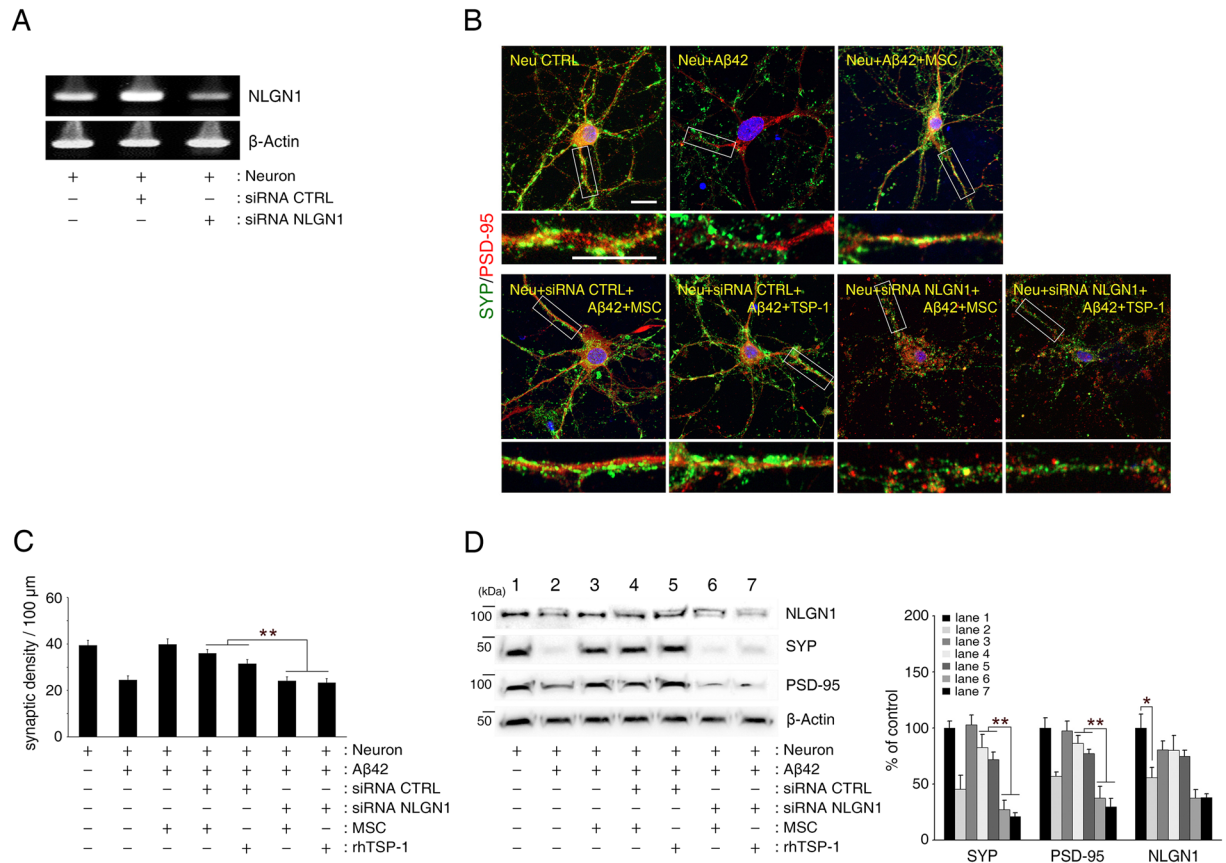 A
NLGN1
β-Actin
+ + + : Neuron
− + − : siRNA CTRL
− − + : siRNA NLGN1
B
SYP/PSD-95
Neu CTRL
Neu+Aβ42
Neu+Aβ42+MSC
Neu+siRNA CTRL+
Aβ42+MSC
Neu+siRNA CTRL+
Aβ42+TSP-1
Neu+siRNA NLGN1+
Aβ42+MSC
Neu+siRNA NLGN1+
Aβ42+TSP-1
C
synaptic density / 100 μm
60
40
20
0
**
+ + + + + + + : Neuron
− + + + + + + : Aβ42
− − − + + − − : siRNA CTRL
− − − − − + + : siRNA NLGN1
− − + + − + − : MSC
− − − − + − + : rhTSP-1
D
(kDa) 1 2 3 4 5 6 7
100 NLGN1
50 SYP
100 PSD-95
50 β-Actin
+ + + + + + + : Neuron
− + + + + + + : Aβ42
− − − + + − − : siRNA CTRL
− − − − − + + : siRNA NLGN1
− − + + − + − : MSC
− − − − + − + : rhTSP-1
% of control
200
150
100
50
0
lane 1
lane 2
lane 3
lane 4
lane 5
lane 6
lane 7
** ** *
SYP PSD-95 NLGN1